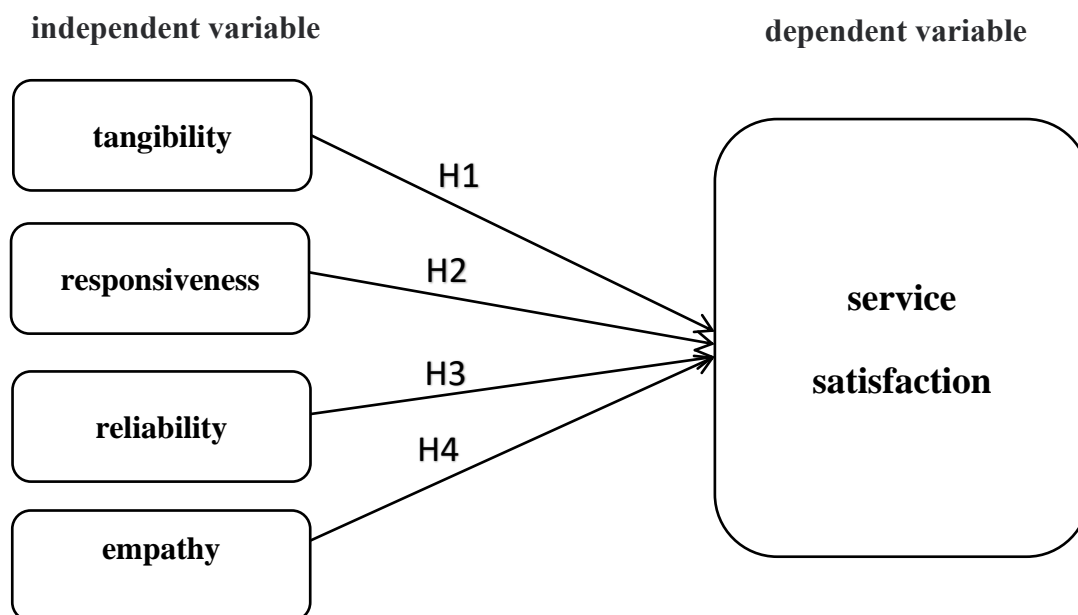 independent variable
dependent variable
tangibility
H1
responsiveness
H2
service
satisfaction
reliability
H3
H4
empathy